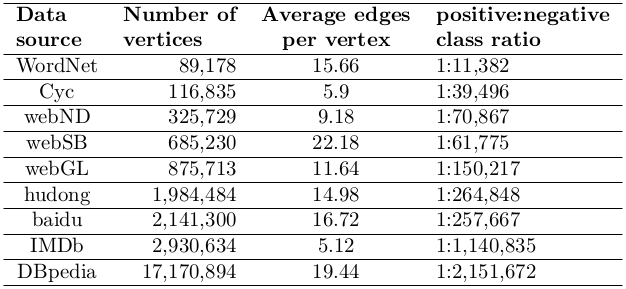 Data Number of Average edges positive:negative
source vertices per vertex class ratio
WordNet 89,178 15.66 1:11,382
Cyc 116,835 5.9 1:39,496
webND 325,729 9.18 1:70,867
webSB 685,230 22.18 1:61,775
webGL 875,713 11.64 1:150,217
hudong 1,984,484 14.98 1:264,848
baidu 2,141,300 16.72 1:257,667
IMDb 2,930,634 5.12 1:1,140,835
DBpedia 17,170,894 19.44 1:2,151,672